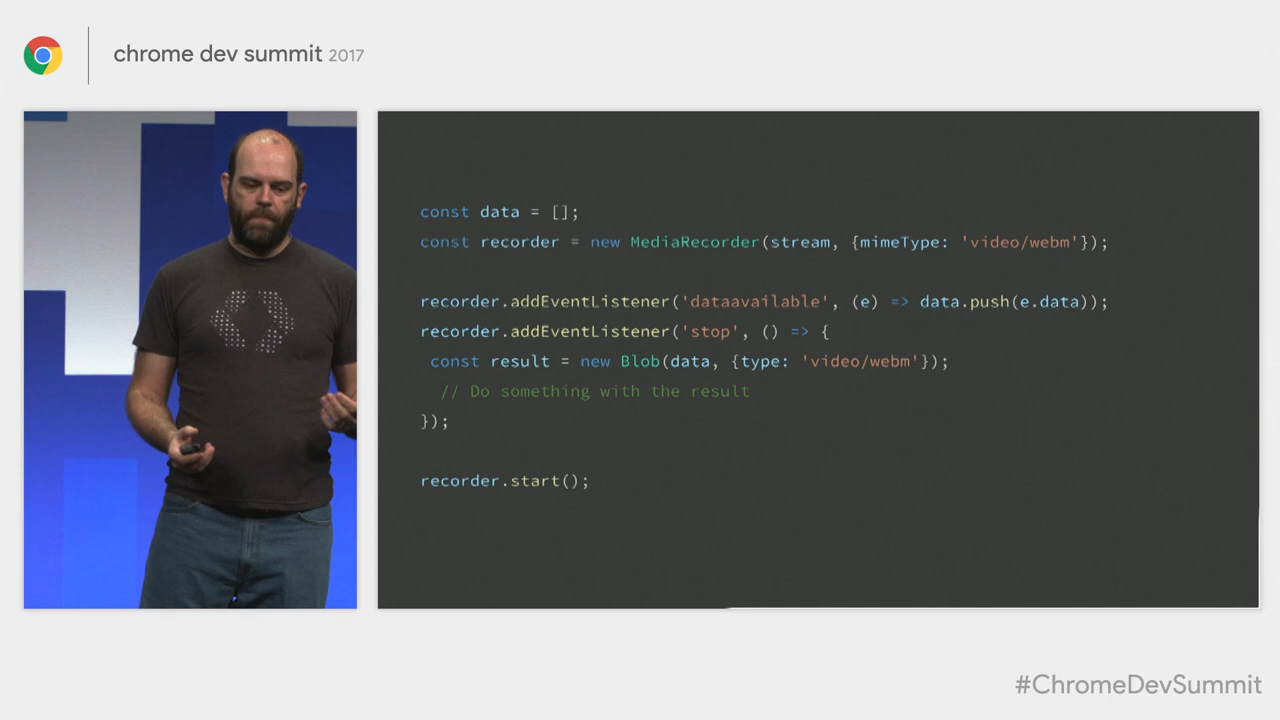 chrome dev summit 2017
const data = [];
const recorder = new MediaRecorder(stream, {mimeType: 'video/webm'});
recorder.addEventListener('dataavailable', (e) => data.push(e.data));
recorder.addEventListener('stop', () => {
const result = new Blob(data, {type: 'video/webm'});
// Do something with the result
});
recorder.start();
#ChromeDevSummit